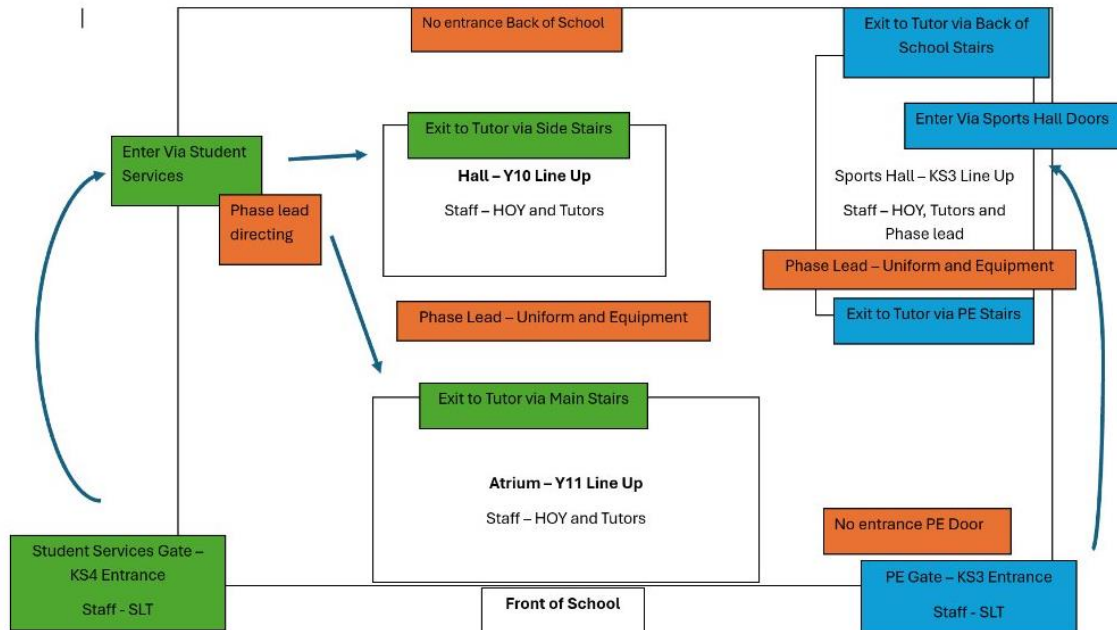 No entrance Back of School
Exit to Tutor via Back of
School Stairs
Enter Via Sports Hall Doors
Exit to Tutor via Side Stairs
Hall – Y10 Line Up
Staff – HOY and Tutors
Enter Via Student
Services
Phase lead
directing
Sports Hall – KS3 Line Up
Staff – HOY, Tutors and
Phase lead
Phase Lead – Uniform and Equipment
Exit to Tutor via PE Stairs
Phase Lead – Uniform and Equipment
Exit to Tutor via Main Stairs
Atrium – Y11 Line Up
Staff – HOY and Tutors
No entrance PE Door
Student Services Gate –
KS4 Entrance
Staff - SLT
PE Gate – KS3 Entrance
Staff - SLT
Front of School